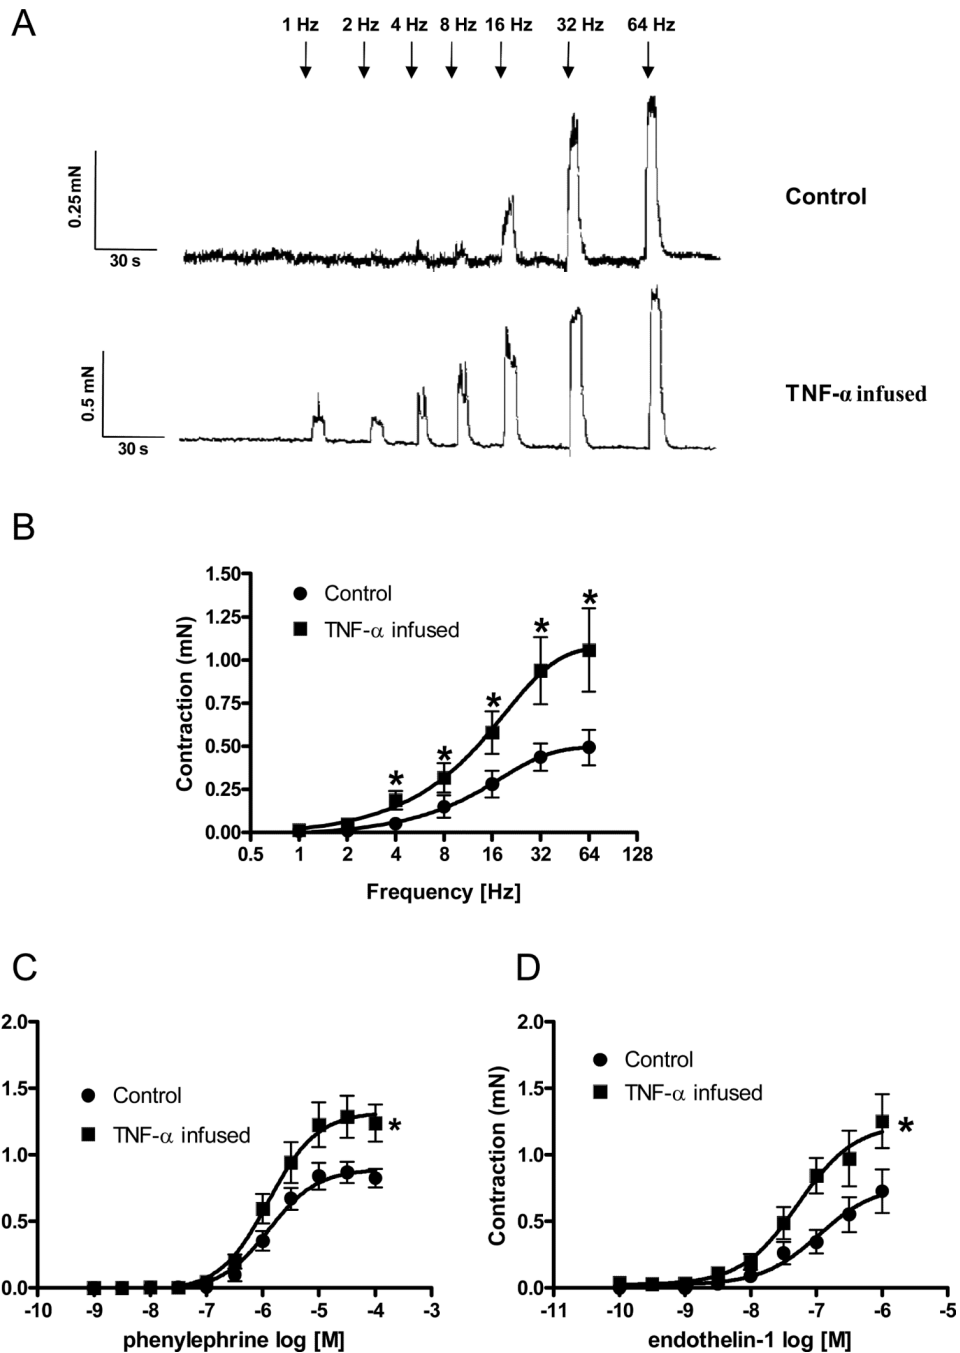 A
1 Hz 2 Hz 4 Hz 8 Hz 16 Hz 32 Hz 64 Hz
0.25 mN
30 s
Control
0.5 mN
30 s
TNF-α infused
B
Contraction (mN)
1.50
1.25
1.00
0.75
0.50
0.25
0.00
Control
TNF-α infused
* * * * *
0.5 1 2 4 8 16 32 64 128
Frequency [Hz]
C
2.0
1.5
1.0
0.5
0.0
Control
TNF-α infused
*
-10 -9 -8 -7 -6 -5 -4 -3
phenylephrine log [M]
D
Contraction (mN)
2.0
1.5
1.0
0.5
0.0
Control
TNF-α infused
*
-11 -10 -9 -8 -7 -6 -5
endothelin-1 log [M]